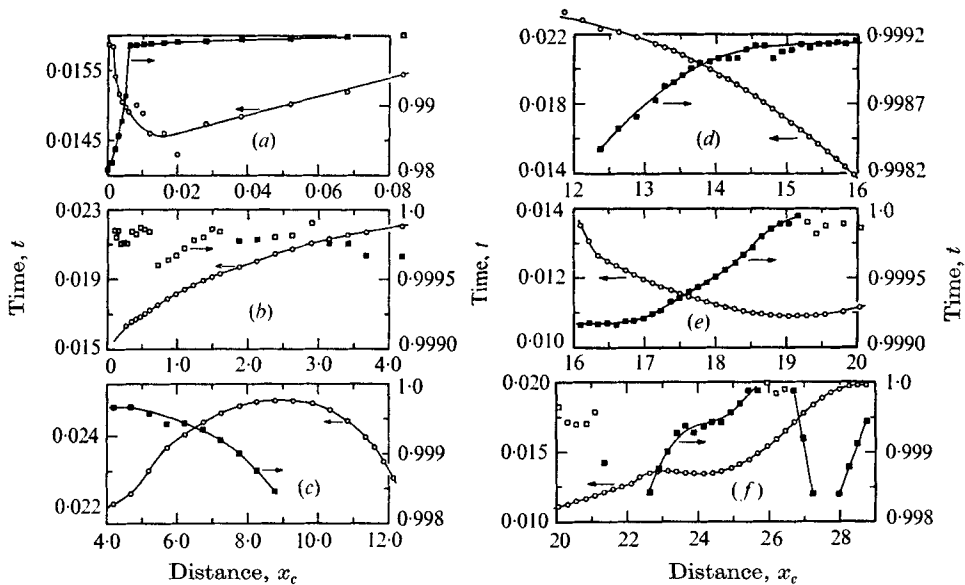 0·0155
0·0145
0·99
0·98
(a)
0 0·02 0·04 0·06 0·08
0·023
0·019
0·015
1·0
0·9995
0·9990
(b)
0 1·0 2·0 3·0 4·0
0·024
0·022
1·0
0·999
0·998
(c)
4·0 6·0 8·0 10·0 12·0
Distance, x_c
Time, t
0·022
0·018
0·014
0·9992
0·9987
0·9982
(d)
12 13 14 15 16
0·014
0·012
0·010
1·0
0·9995
0·9990
(e)
16 17 18 19 20
0·020
0·015
0·010
1·0
0·999
0·998
(f)
20 22 24 26 28
Distance, x_c
Time, t
Time, t